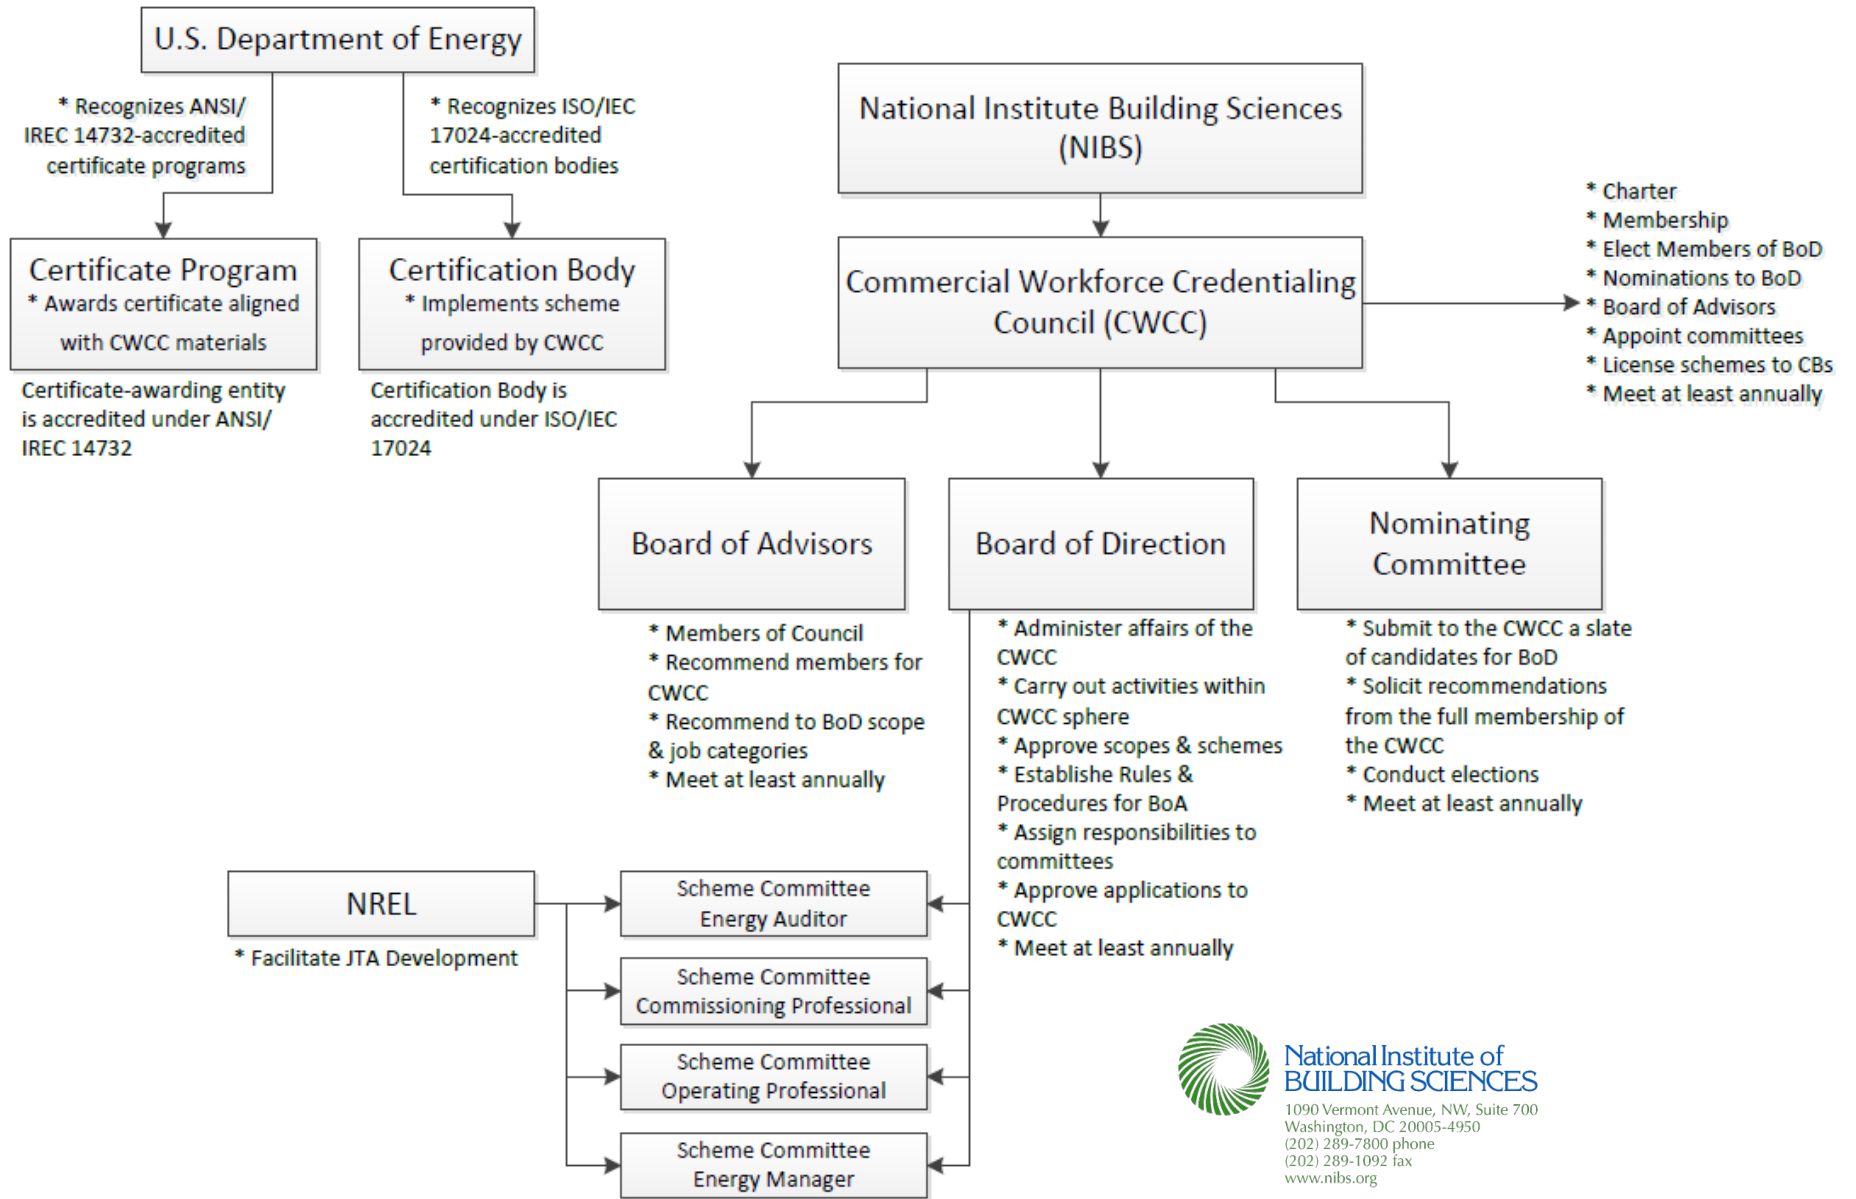 U.S. Department of Energy
* Recognizes ANSI/
IREC 14732-accredited
certificate programs
* Recognizes ISO/IEC
17024-accredited
certification bodies
Certificate Program
* Awards certificate aligned
with CWCC materials
Certificate-awarding entity
is accredited under ANSI/
IREC 14732
Certification Body
* Implements scheme
provided by CWCC
Certification Body is
accredited under ISO/IEC
17024
National Institute Building Sciences
(NIBS)
Commercial Workforce Credentialing
Council (CWCC)
* Charter
* Membership
* Elect Members of BoD
* Nominations to BoD
* Board of Advisors
* Appoint committees
* License schemes to CBs
* Meet at least annually
Board of Advisors
* Members of Council
* Recommend members for
CWCC
* Recommend to BoD scope
& job categories
* Meet at least annually
Board of Direction
* Administer affairs of the
CWCC
* Carry out activities within
CWCC sphere
* Approve scopes & schemes
* Establishe Rules &
Procedures for BoA
* Assign responsibilities to
committees
* Approve applications to
CWCC
* Meet at least annually
Nominating
Committee
* Submit to the CWCC a slate
of candidates for BoD
* Solicit recommendations
from the full membership of
the CWCC
* Conduct elections
* Meet at least annually
NREL
* Facilitate JTA Development
Scheme Committee
Energy Auditor
Scheme Committee
Commissioning Professional
Scheme Committee
Operating Professional
Scheme Committee
Energy Manager
National Institute of
BUILDING SCIENCES
1090 Vermont Avenue, NW, Suite 700
Washington, DC 20005-4950
(202) 289-7800 phone
(202) 289-1092 fax
www.nibs.org